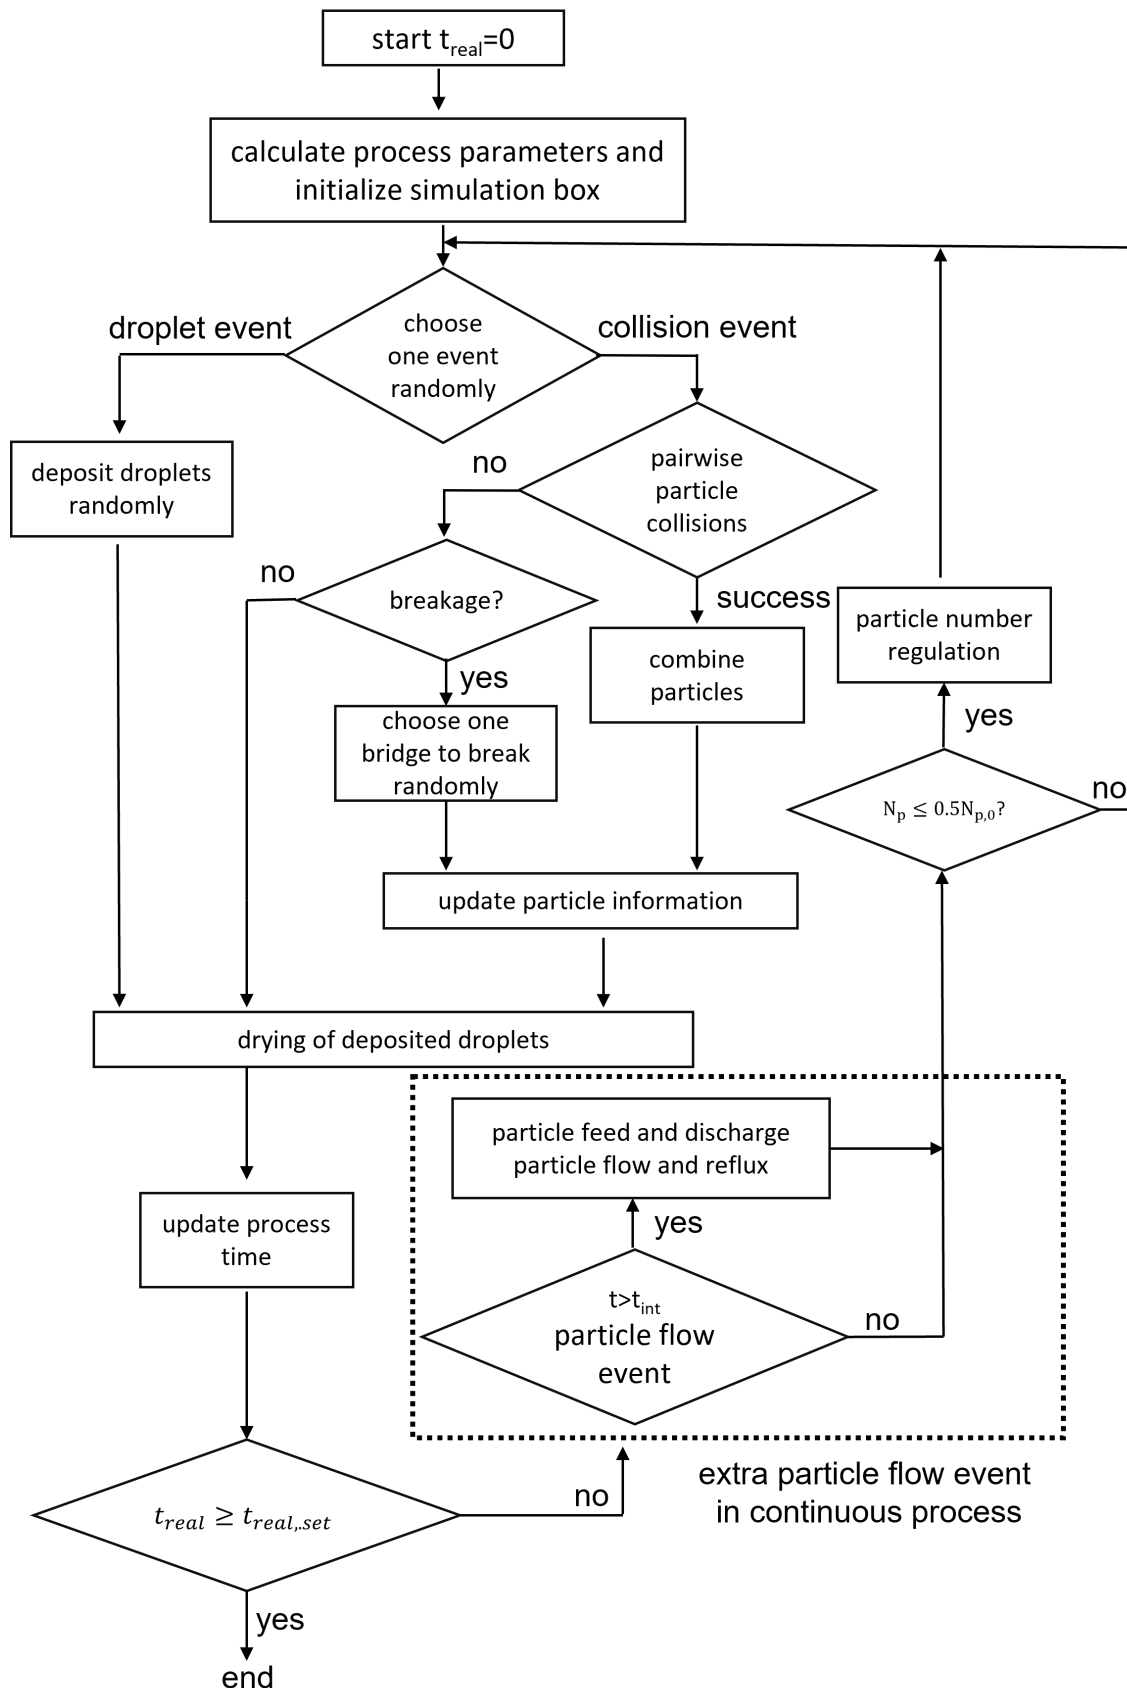 start t_real=0
calculate process parameters and
initialize simulation box
droplet event
choose
one event
randomly
collision event
deposit droplets
randomly
no
pairwise
particle
collisions
no
breakage?
success
particle number
regulation
combine
particles
yes
yes
choose one
bridge to break
randomly
no
N_p ≤ 0.5N_p,0?
update particle information
drying of deposited droplets
particle feed and discharge
particle flow and reflux
update process
time
yes
t>t_int
particle flow
event
no
extra particle flow event
in continuous process
no
t_real ≥ t_real,set
yes
end